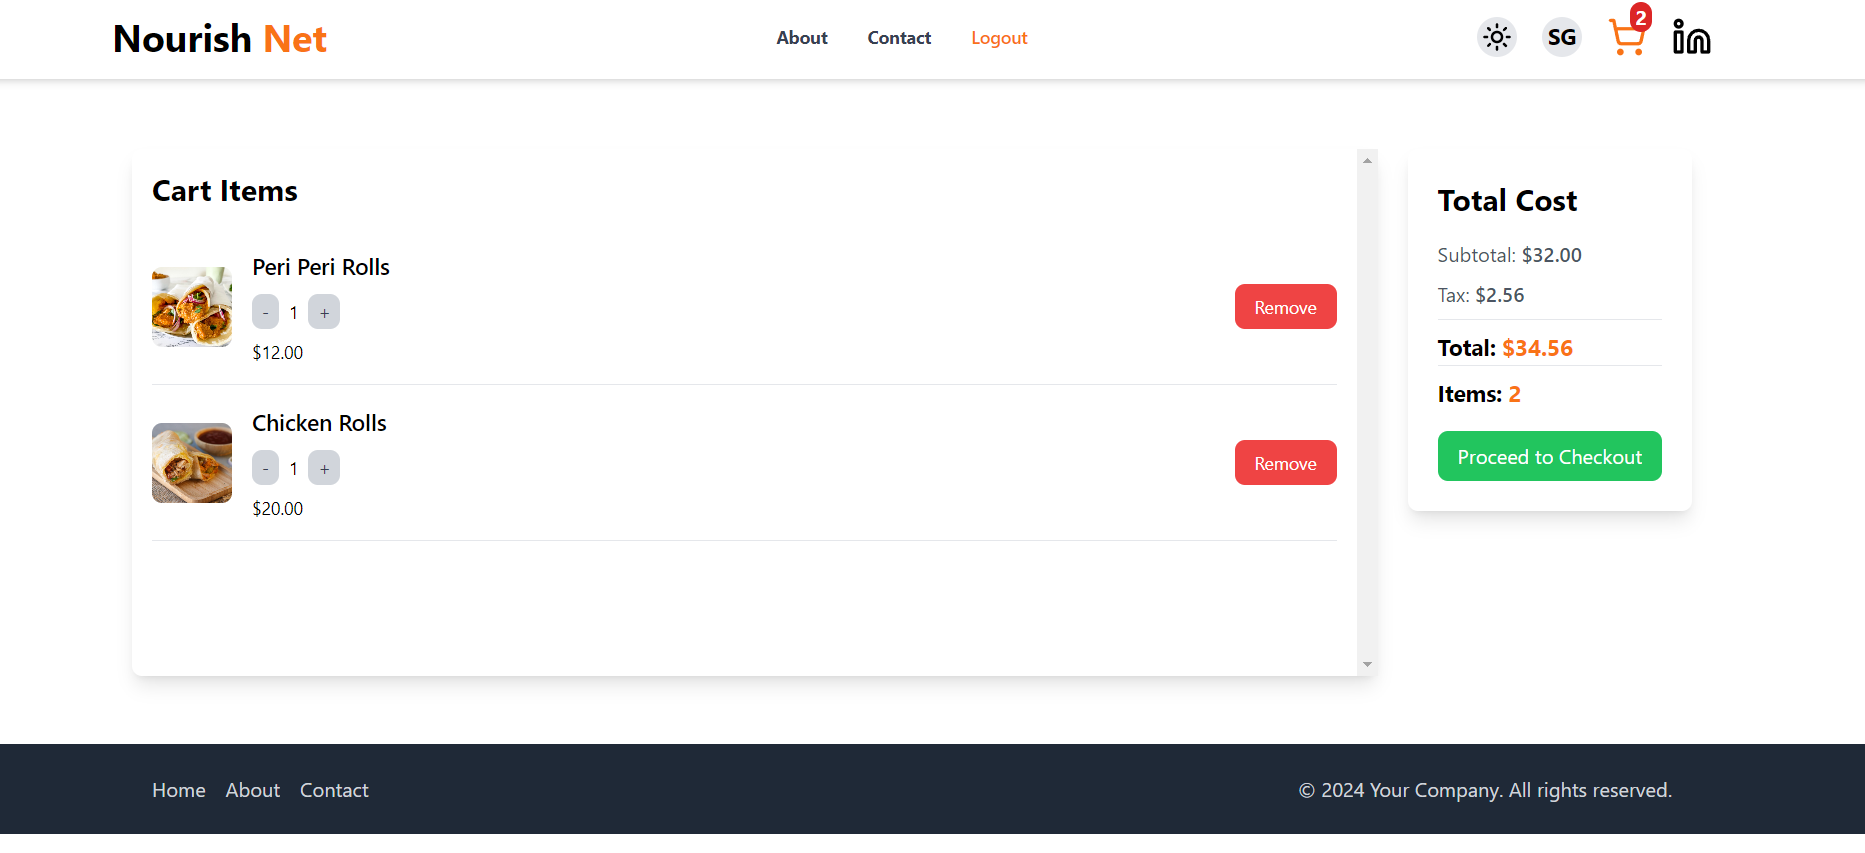 Nourish Net
About Contact Logout
SG
2
in
Cart Items
Peri Peri Rolls
- 1 +
$12.00
Remove
Chicken Rolls
- 1 +
$20.00
Remove
Total Cost
Subtotal: $32.00
Tax: $2.56
Total: $34.56
Items: 2
Proceed to Checkout
Home About Contact
© 2024 Your Company. All rights reserved.